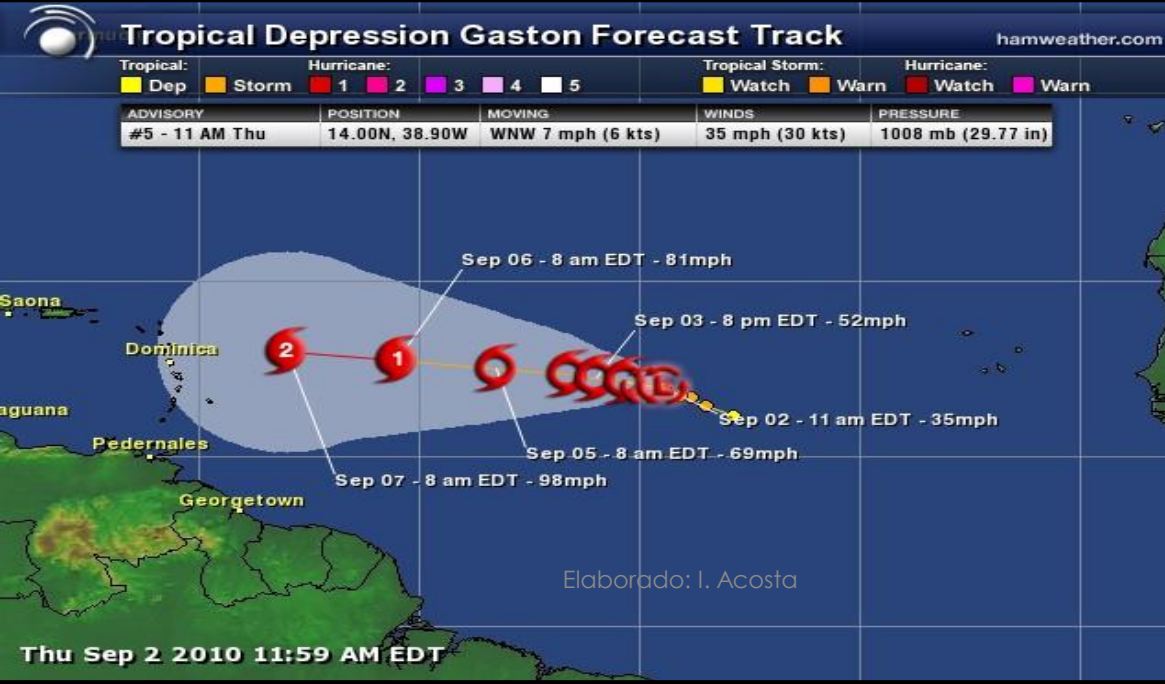 Tropical Depression Gaston Forecast Track
hamweather.com
Tropical: Hurricane: Tropical Storm: Hurricane:
Dep Storm 1 2 3 4 5 Watch Warn Watch Warn
ADVISORY POSITION MOVING WINDS PRESSURE
#5 - 11 AM Thu 14.00N, 38.90W WNW 7 mph (6 kts) 35 mph (30 kts) 1008 mb (29.77 in)
Sep 06 - 8 am EDT - 81mph
Saona
Sep 03 - 8 pm EDT - 52mph
Dominica
2
1
L
aguana
Sep 02 - 11 am EDT - 35mph
Pedernales
Sep 05 - 8 am EDT - 69mph
Sep 07 - 8 am EDT - 98mph
Georgetown
Elaborado: I. Acosta
Thu Sep 2 2010 11:59 AM EDT